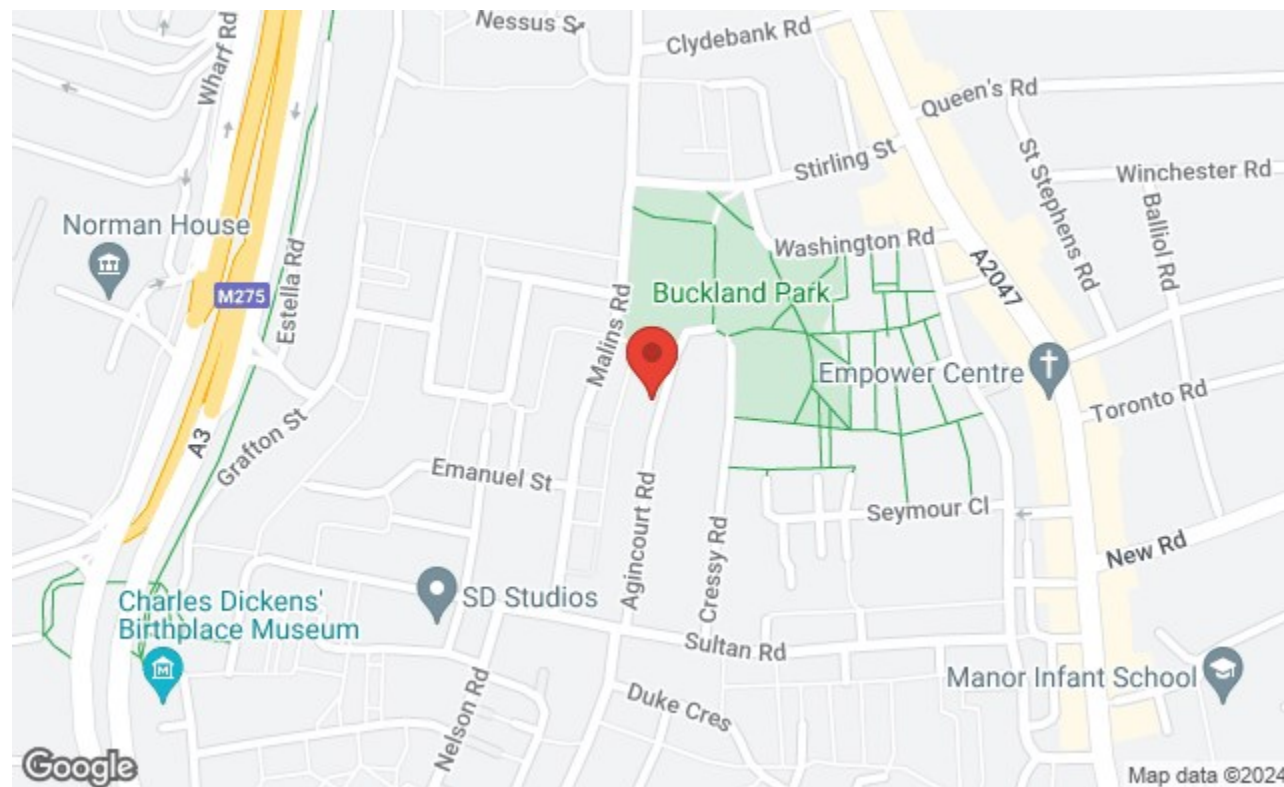 Nessus S
Clydebank Rd
Wharf Rd
Queen's Rd
Stirling St
St Stephens Rd
Winchester Rd
Balliol Rd
Norman House
Washington Rd
Estella Rd
M275
A2047
Buckland Park
Malins Rd
Empower Centre
Toronto Rd
A3
Grafton St
Emanuel St
Agincourt Rd
Seymour Cl
New Rd
Cressy Rd
Charles Dickens'
Birthplace Museum
M
SD Studios
Sultan Rd
Manor Infant School
Nelson Rd
Duke Cres
Google
Map data ©2024